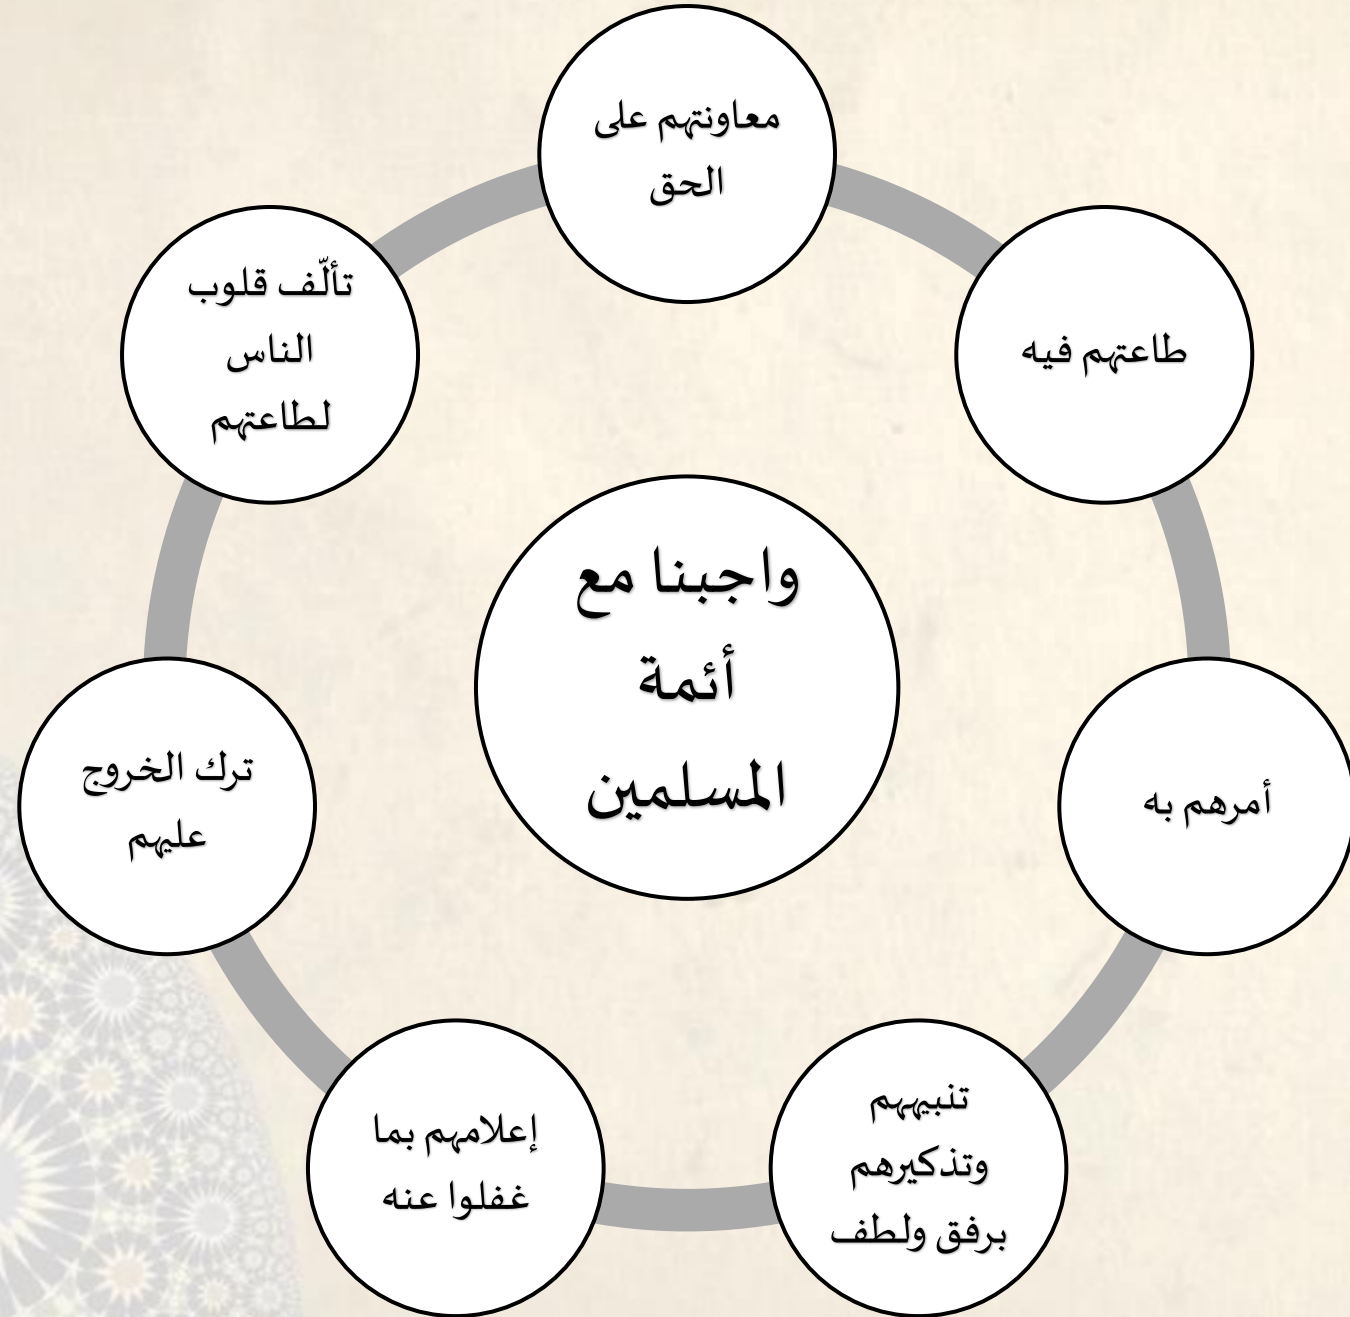 واجبنا مع
أئمة
المسلمين
معاونتهم على
الحق
طاعتهم فيه
أمرهم به
تنبيههم
وتذكيرهم
برفق ولطف
إعلامهم بما
غفلوا عنه
ترك الخروج
عليهم
تألّف قلوب
الناس
لطاعتهم